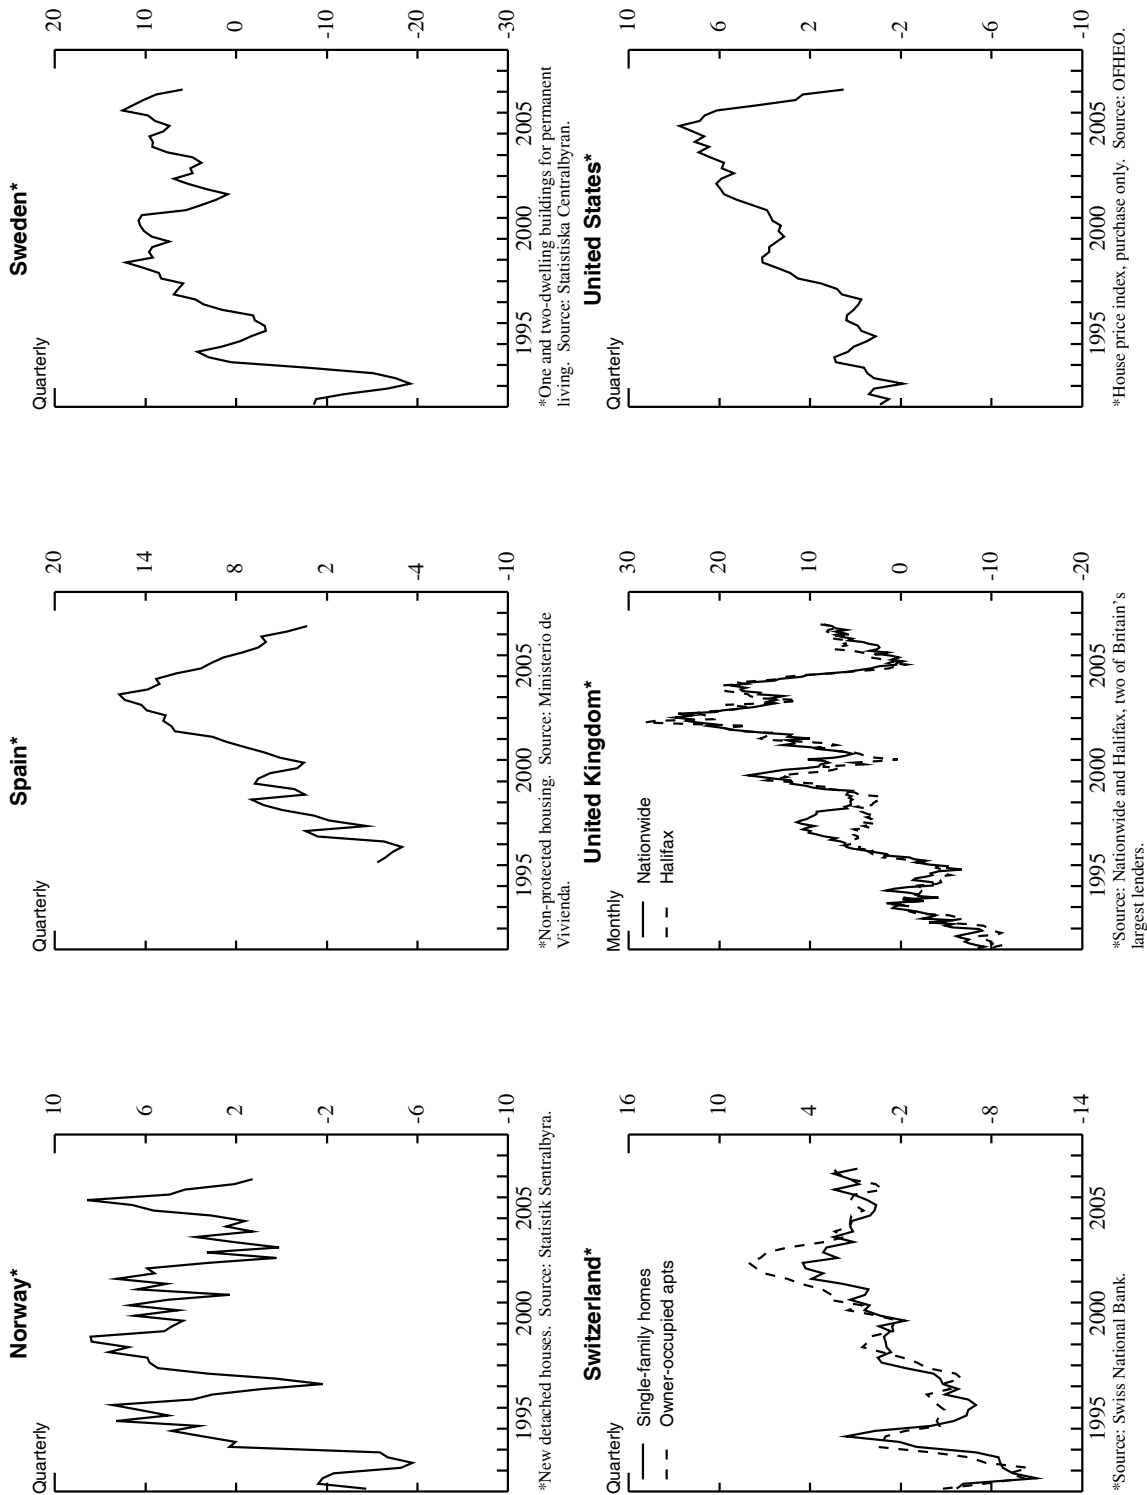 Norway*
Quarterly
10
6
2
-2
-6
-10
1995
2000
2005
*New detached houses. Source: Statistik Sentralbyra.
Spain*
Quarterly
20
14
8
2
-4
-10
1995
2000
2005
*Non-protected housing. Source: Ministerio de
Vivienda.
Sweden*
Quarterly
20
10
0
-10
-20
-30
1995
2000
2005
*One and two-dwelling buildings for permanent
living. Source: Statistiska Centralbyran.
Switzerland*
Quarterly
Single-family homes
Owner-occupied apts
16
10
4
-2
-8
-14
1995
2000
2005
*Source: Swiss National Bank.
United Kingdom*
Monthly
Nationwide
Halifax
30
20
10
0
-10
-20
1995
2000
2005
*Source: Nationwide and Halifax, two of Britain's
largest lenders.
United States*
Quarterly
10
6
2
-2
-6
-10
1995
2000
2005
*House price index, purchase only. Source: OFHEO.